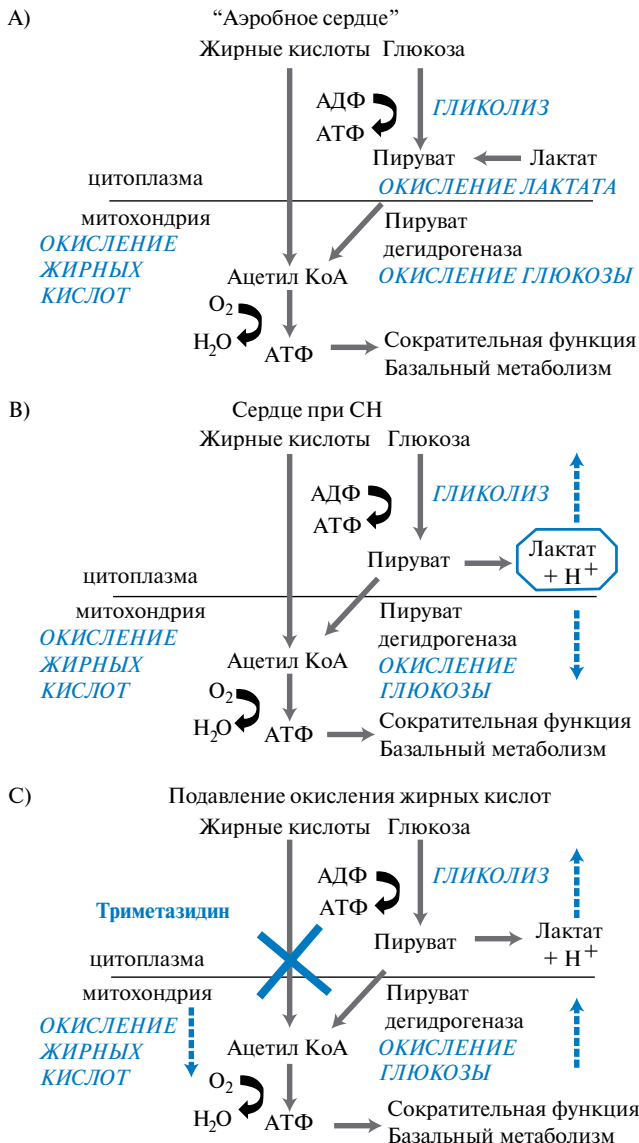 A) “Аэробное сердце”
Жирные кислоты Глюкоза
АДФ
АТФ
ГЛИКОЛИЗ
Пируват Лактат
цитоплазма
ОКИСЛЕНИЕ ЛАКТАТА
митохондрия
ОКИСЛЕНИЕ
ЖИРНЫХ
КИСЛОТ
Пируват
дегидрогеназа
ОКИСЛЕНИЕ ГЛЮКОЗЫ
Ацетил КоА
O₂
H₂O
АТФ
Сократительная функция
Базальный метаболизм
B) Сердце при СН
Жирные кислоты Глюкоза
АДФ
АТФ
ГЛИКОЛИЗ
Пируват
Лактат
+ H⁺
цитоплазма
митохондрия
ОКИСЛЕНИЕ
ЖИРНЫХ
КИСЛОТ
Пируват
дегидрогеназа
ОКИСЛЕНИЕ
ГЛЮКОЗЫ
Ацетил КоА
O₂
H₂O
АТФ
Сократительная функция
Базальный метаболизм
C) Подавление окисления жирных кислот
Жирные кислоты Глюкоза
АДФ
АТФ
ГЛИКОЛИЗ
Триметазидин
Пируват
Лактат
+ H⁺
цитоплазма
митохондрия
ОКИСЛЕНИЕ
ЖИРНЫХ
КИСЛОТ
Пируват
дегидрогеназа
ОКИСЛЕНИЕ
ГЛЮКОЗЫ
Ацетил КоА
O₂
H₂O
АТФ
Сократительная функция
Базальный метаболизм